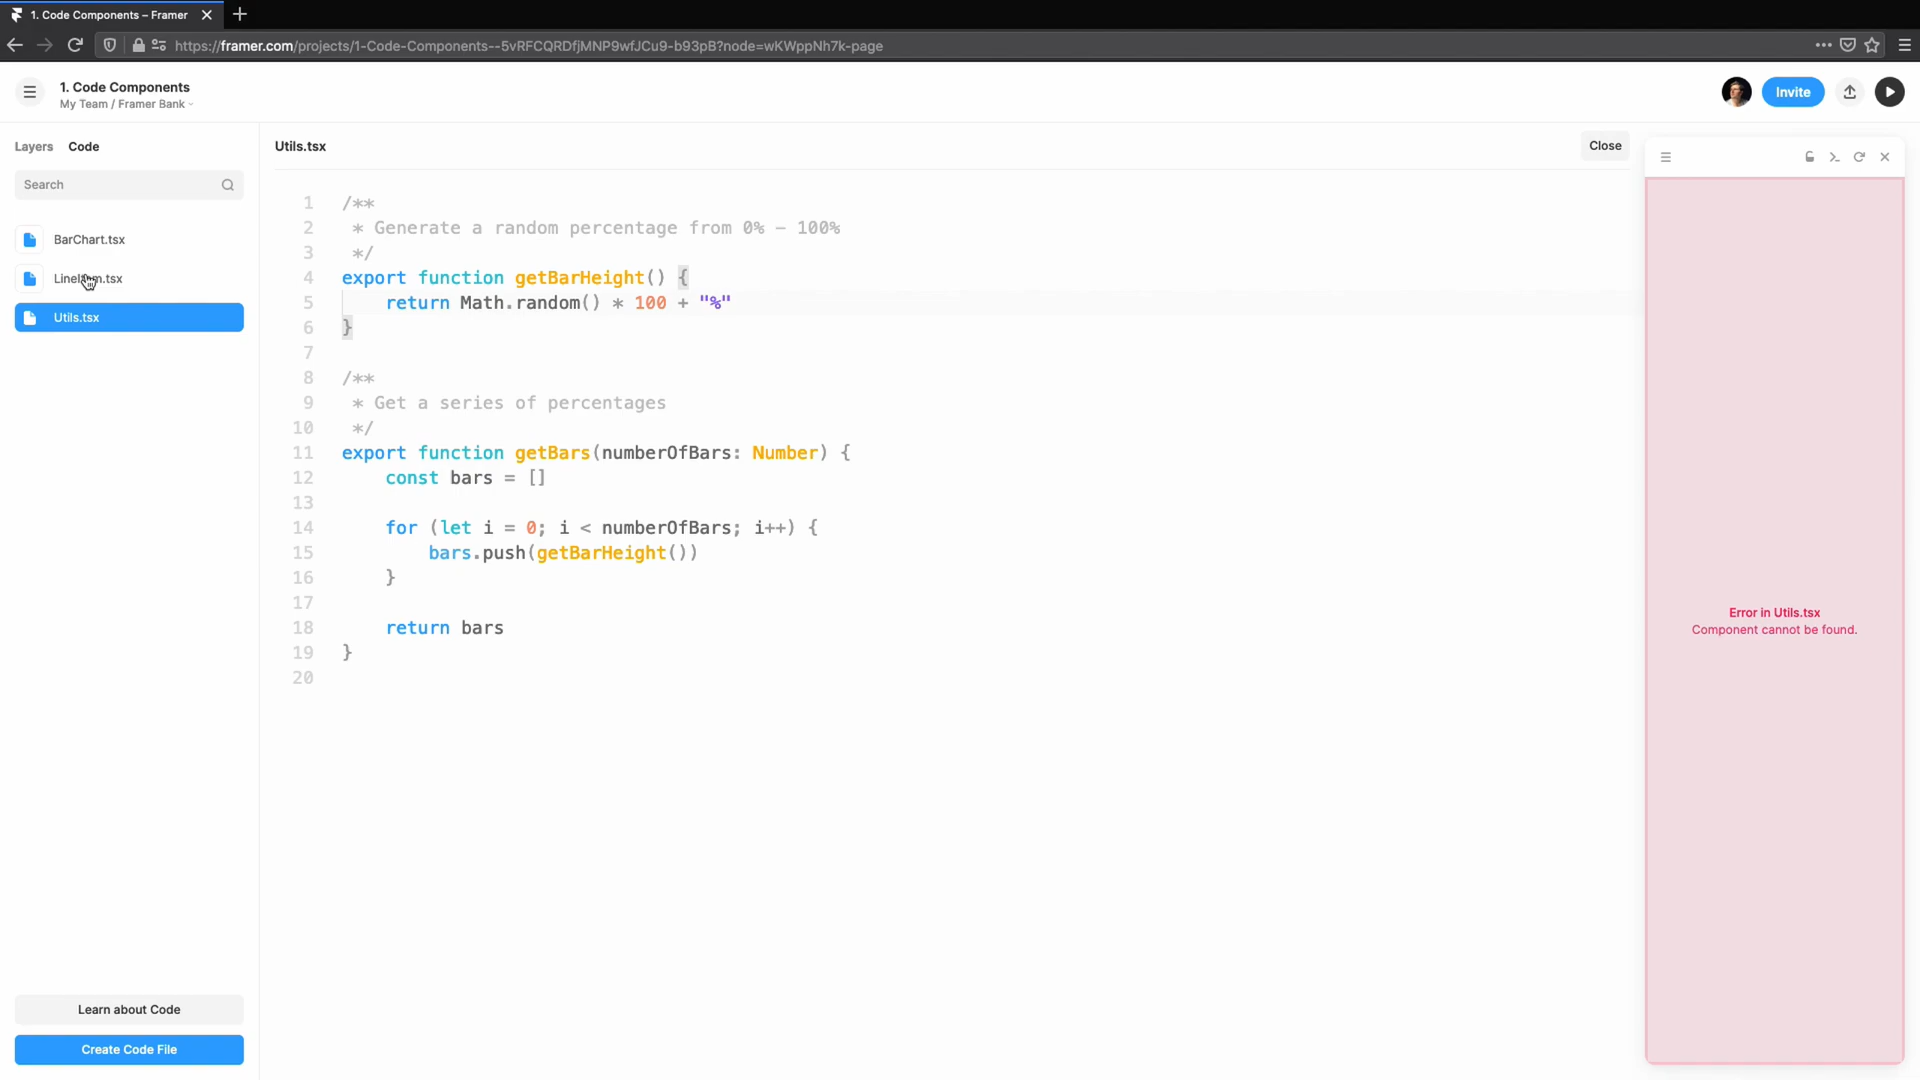 1. Code Components – Framer
https://framer.com/projects/1-Code-Components--5vRFCQRDfjMNP9wfJCu9-b93pB?node=wKWppNh7k-page
1. Code Components
My Team / Framer Bank
Invite
Layers Code
Search
BarChart.tsx
LineItem.tsx
Utils.tsx
Learn about Code
Create Code File
Utils.tsx
Close
1 /**
2 * Generate a random percentage from 0% – 100%
3 */
4 export function getBarHeight() {
5 return Math.random() * 100 + "%"
6 }
7
8 /**
9 * Get a series of percentages
10 */
11 export function getBars(numberOfBars: Number) {
12 const bars = []
13
14 for (let i = 0; i < numberOfBars; i++) {
15 bars.push(getBarHeight())
16 }
17
18 return bars
19 }
20
Error in Utils.tsx
Component cannot be found.